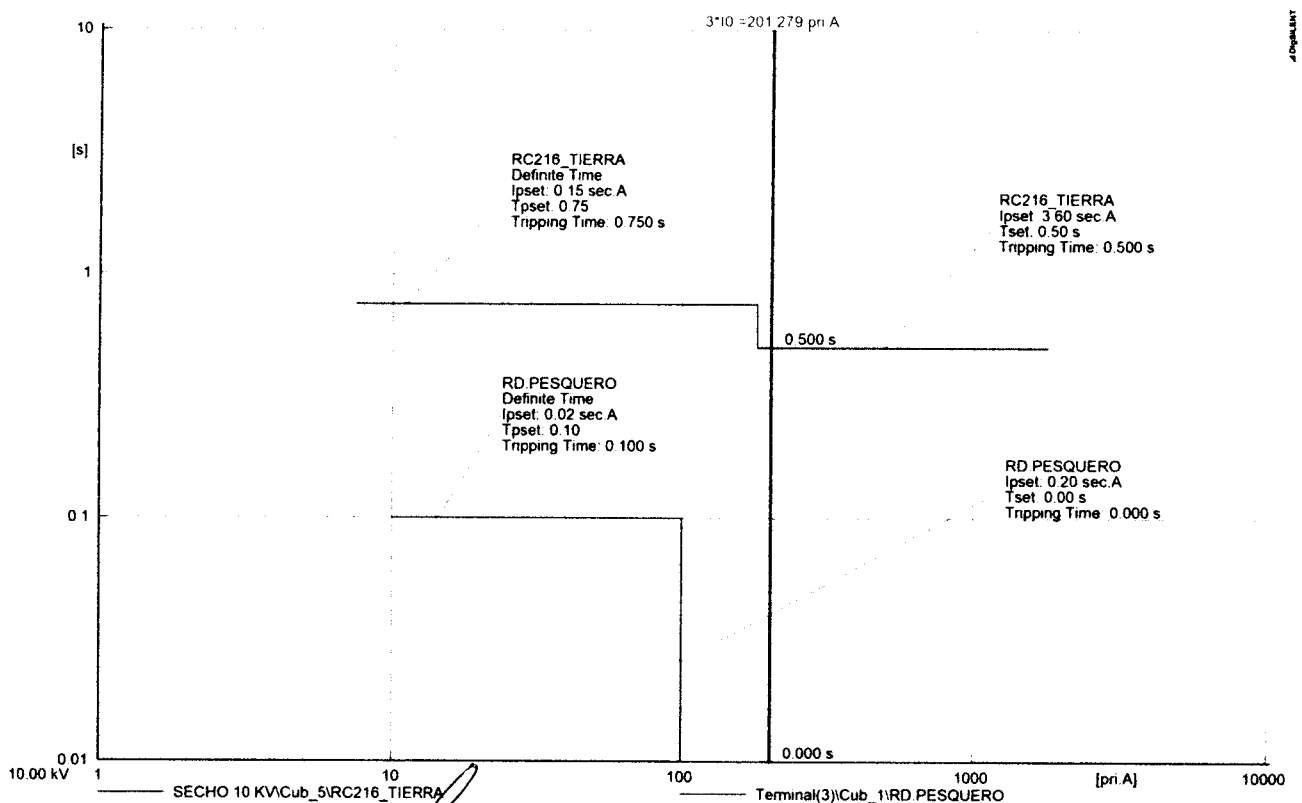 3*I0 =201.279 pri.A
DIgSILENT
10
[s]
RC216_TIERRA
Definite Time
Ipset: 0.15 sec.A
Tpset: 0.75
Tripping Time: 0.750 s
RC216_TIERRA
Ipset: 3.60 sec.A
Tset: 0.50 s
Tripping Time: 0.500 s
1
0.500 s
RD.PESQUERO
Definite Time
Ipset: 0.02 sec.A
Tpset: 0.10
Tripping Time: 0.100 s
RD.PESQUERO
Ipset: 0.20 sec.A
Tset: 0.00 s
Tripping Time: 0.000 s
0.1
0.000 s
0.01
10.00 kV 1 10 100 1000 [pri.A] 10000
SECHO 10 KV\Cub_5\RC216_TIERRA Terminal(3)\Cub_1\RD.PESQUERO